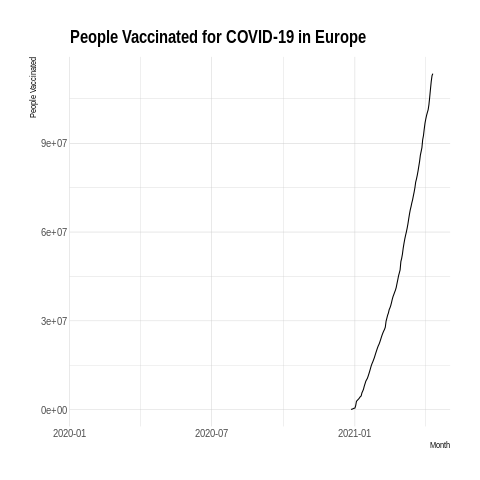 People Vaccinated for COVID-19 in Europe
People Vaccinated
9e+07
6e+07
3e+07
0e+00
2020-01
2020-07
2021-01
Month